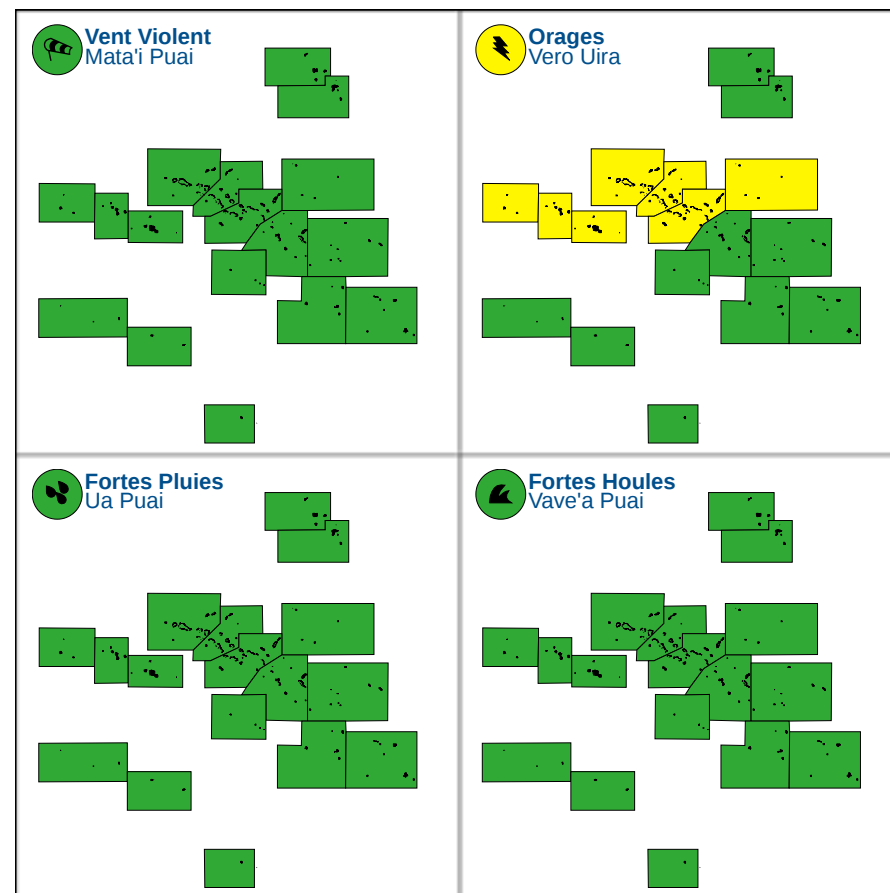 Vent Violent
Mata'i Puai
Orages
Vero Uira
Fortes Pluies
Ua Puai
Fortes Houles
Vave'a Puai